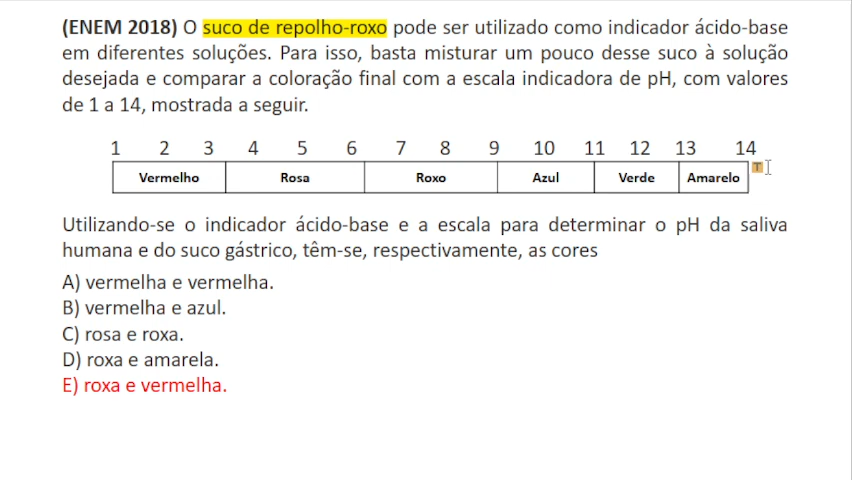 (ENEM 2018) O suco de repolho-roxo pode ser utilizado como indicador ácido-base
em diferentes soluções. Para isso, basta misturar um pouco desse suco à solução
desejada e comparar a coloração final com a escala indicadora de pH, com valores
de 1 a 14, mostrada a seguir.
1 2 3 4 5 6 7 8 9 10 11 12 13 14
Vermelho Rosa Roxo Azul Verde Amarelo
T
Utilizando-se o indicador ácido-base e a escala para determinar o pH da saliva
humana e do suco gástrico, têm-se, respectivamente, as cores
A) vermelha e vermelha.
B) vermelha e azul.
C) rosa e roxa.
D) roxa e amarela.
E) roxa e vermelha.